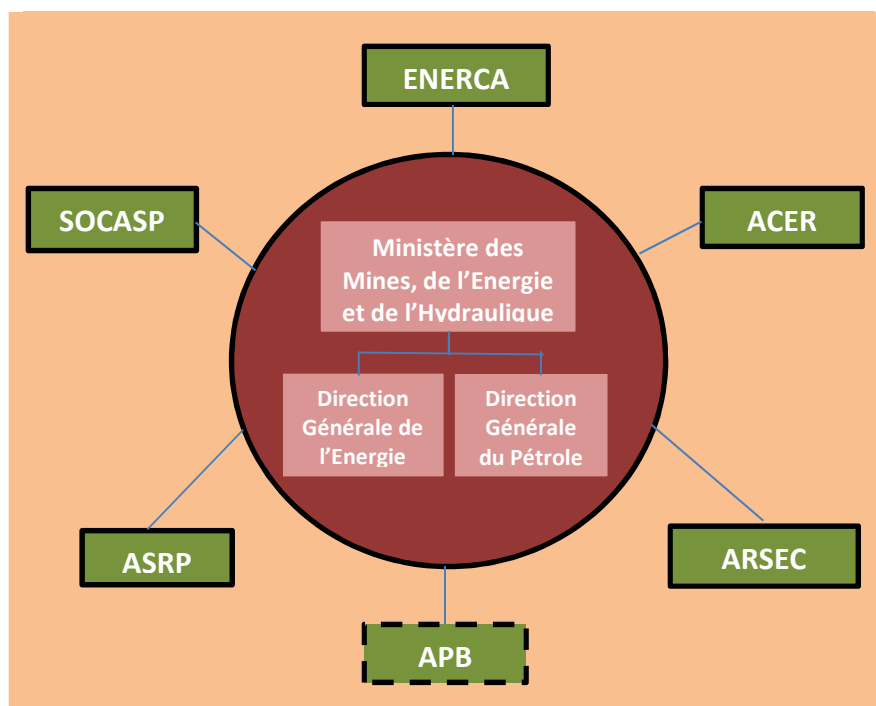 ENERCA
SOCASP
ACER
Ministère des
Mines, de l'Energie
et de l'Hydraulique
Direction
Générale de
l'Energie
Direction
Générale
du Pétrole
ASRP
ARSEC
APB